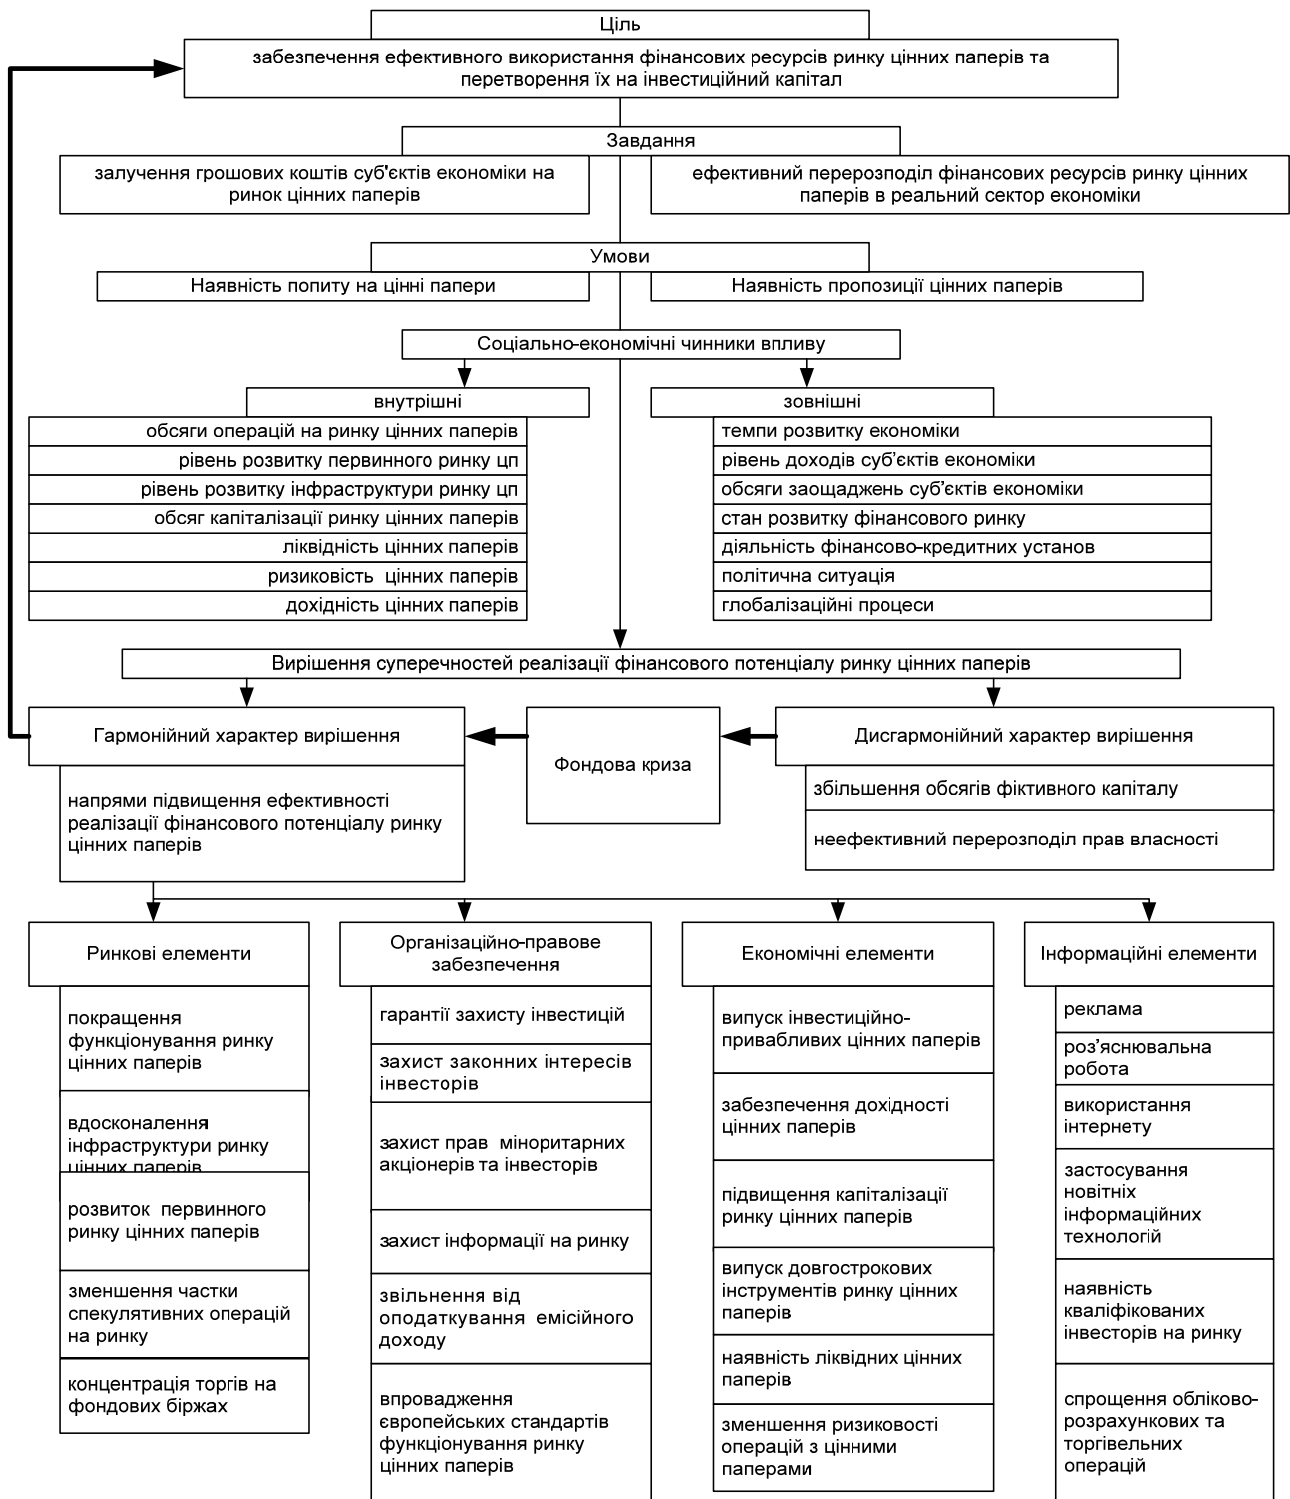 Ціль
забезпечення ефективного використання фінансових ресурсів ринку цінних паперів та
перетворення їх на інвестиційний капітал
Завдання
залучення грошових коштів суб'єктів економіки на
ринок цінних паперів
ефективний перерозподіл фінансових ресурсів ринку цінних
паперів в реальний сектор економіки
Умови
Наявність попиту на цінні папери
Наявність пропозиції цінних паперів
Соціально-економічні чинники впливу
внутрішні
обсяги операцій на ринку цінних паперів
рівень розвитку первинного ринку цп
рівень розвитку інфраструктури ринку цп
обсяг капіталізації ринку цінних паперів
ліквідність цінних паперів
ризиковість цінних паперів
дохідність цінних паперів
зовнішні
темпи розвитку економіки
рівень доходів суб’єктів економіки
обсяги заощаджень суб’єктів економіки
стан розвитку фінансового ринку
діяльність фінансово-кредитних установ
політична ситуація
глобалізаційні процеси
Вирішення суперечностей реалізації фінансового потенціалу ринку цінних паперів
Гармонійний характер вирішення
напрями підвищення ефективності
реалізації фінансового потенціалу ринку
цінних паперів
Фондова криза
Дисгармонійний характер вирішення
збільшення обсягів фіктивного капіталу
неефективний перерозподіл прав власності
Ринкові елементи
покращення
функціонування ринку
цінних паперів
вдосконалення
інфраструктури ринку
цінних паперів
розвиток первинного
ринку цінних паперів
зменшення частки
спекулятивних операцій
на ринку
концентрація торгів на
фондових біржах
Організаційно-правове
забезпечення
гарантії захисту інвестицій
захист законних інтересів
інвесторів
захист прав міноритарних
акціонерів та інвесторів
захист інформації на ринку
звільнення від
оподаткування емісійного
доходу
впровадження
європейських стандартів
функціонування ринку
цінних паперів
Економічні елементи
випуск інвестиційно-
привабливих цінних паперів
забезпечення дохідності
цінних паперів
підвищення капіталізації
ринку цінних паперів
випуск довгострокових
інструментів ринку цінних
паперів
наявність ліквідних цінних
паперів
зменшення ризиковості
операцій з цінними
паперами
Інформаційні елементи
реклама
роз’яснювальна
робота
використання
інтернету
застосування
новітніх
інформаційних
технологій
наявність
кваліфікованих
інвесторів на ринку
спрощення обліково-
розрахункових та
торгівельних
операцій